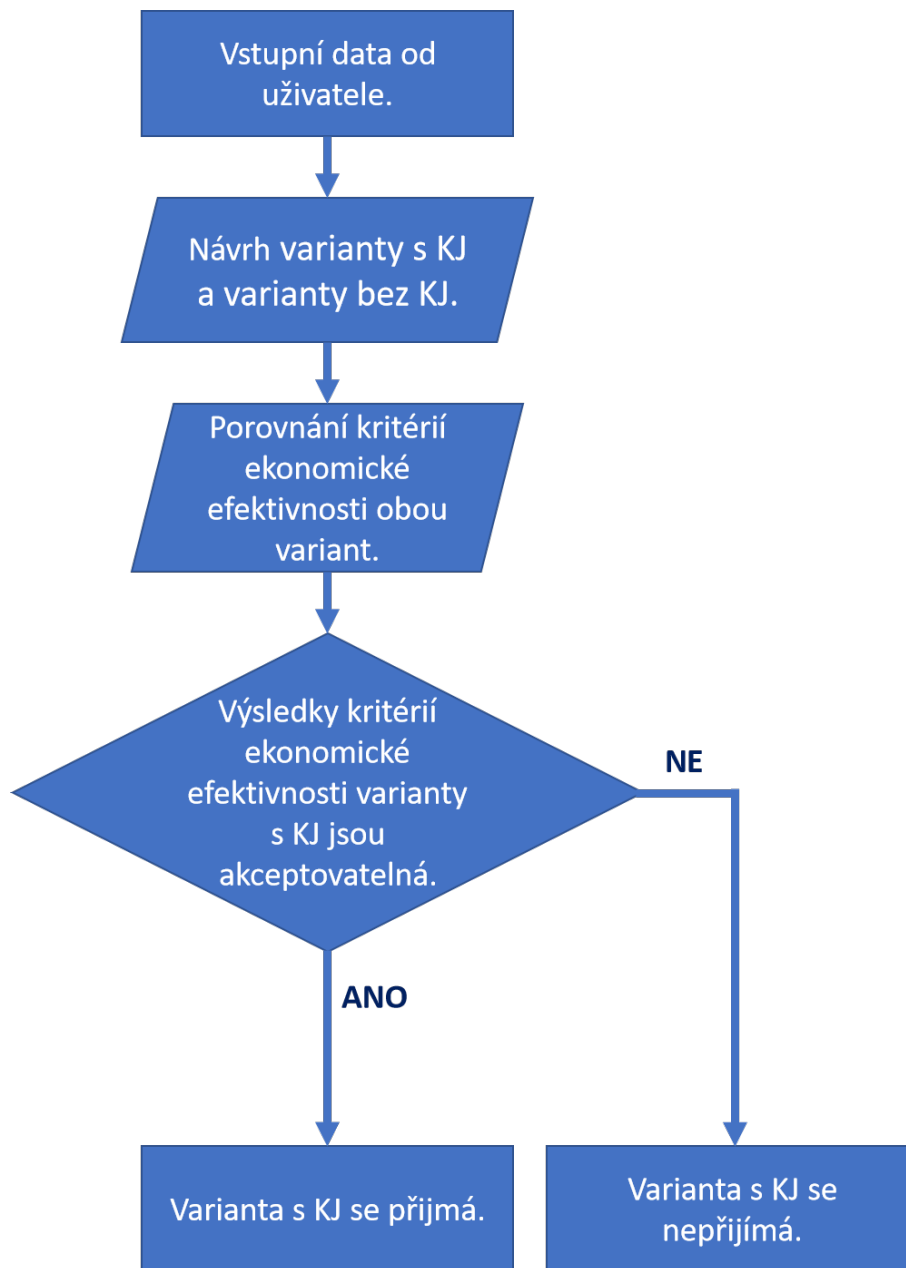 Vstupní data od
uživatele.
Návrh varianty s KJ
a varianty bez KJ.
Porovnání kritérií
ekonomické
efektivnosti obou
variant.
Výsledky kritérií
ekonomické
efektivnosti varianty
s KJ jsou
akceptovatelná.
NE
ANO
Varianta s KJ se přijmá.
Varianta s KJ se
nepřijímá.